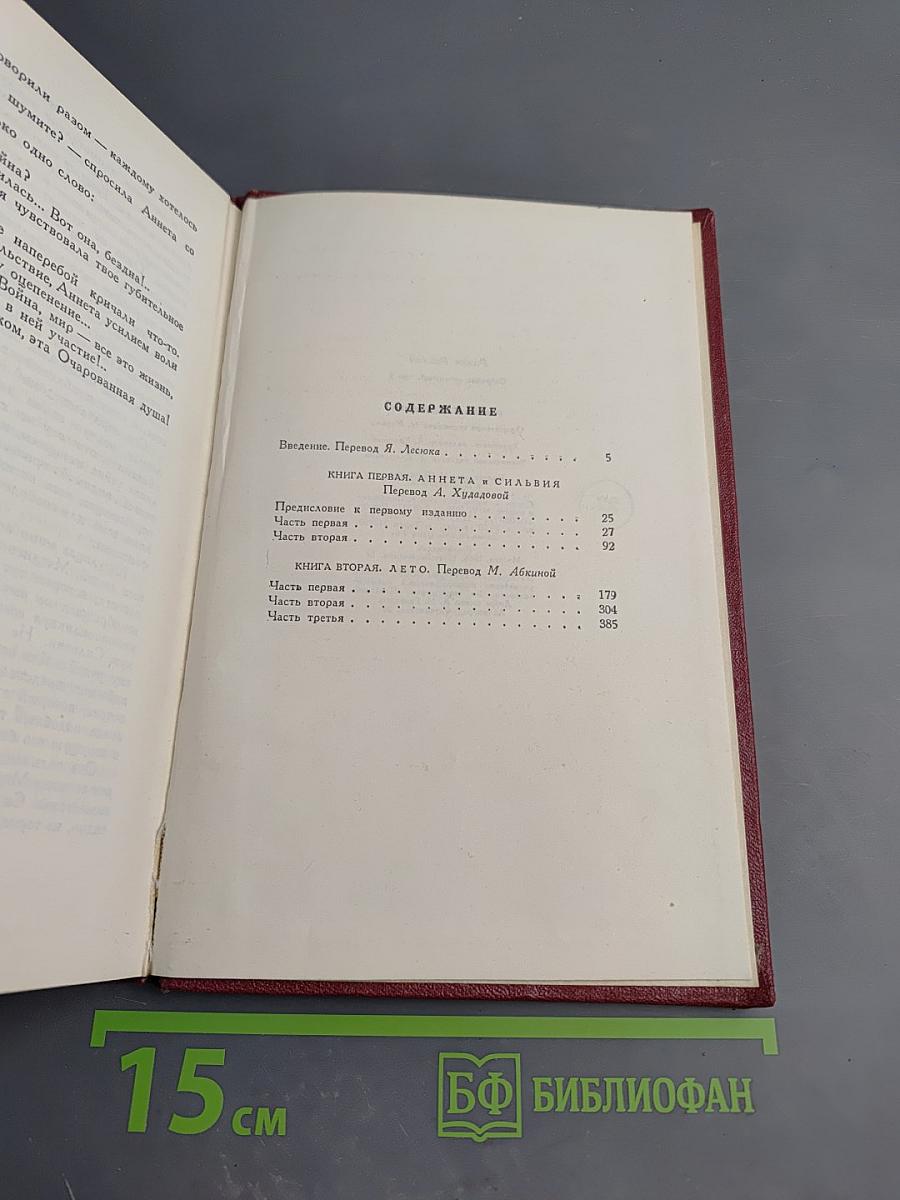 оворили разом — каждому хотелось
шумите? — спросила Аннета со
ко одно слово:
йна?
илась... Вот она, бездна!..
я чувствовала твое губительное
е наперебой кричали что-то.
льствие, Аннета усилием воли
у оцепенение...
Война, мир — все это жизнь,
в ней участие!..
ком, эта Очарованная душа!
СОДЕРЖАНИЕ
Введение. Перевод Я. Лесюка . . . . . . . . . . 5
КНИГА ПЕРВАЯ. АННЕТА и СИЛЬВИЯ
Перевод А. Худадовой
Предисловие к первому изданию . . . . . . . . 25
Часть первая . . . . . . . . . . . . . . . . 27
Часть вторая . . . . . . . . . . . . . . . . 92
КНИГА ВТОРАЯ. ЛЕТО. Перевод М. Абкиной
Часть первая . . . . . . . . . . . . . . . . 179
Часть вторая . . . . . . . . . . . . . . . . 304
Часть третья . . . . . . . . . . . . . . . . 385
15 см
БФ БИБЛИОФАН